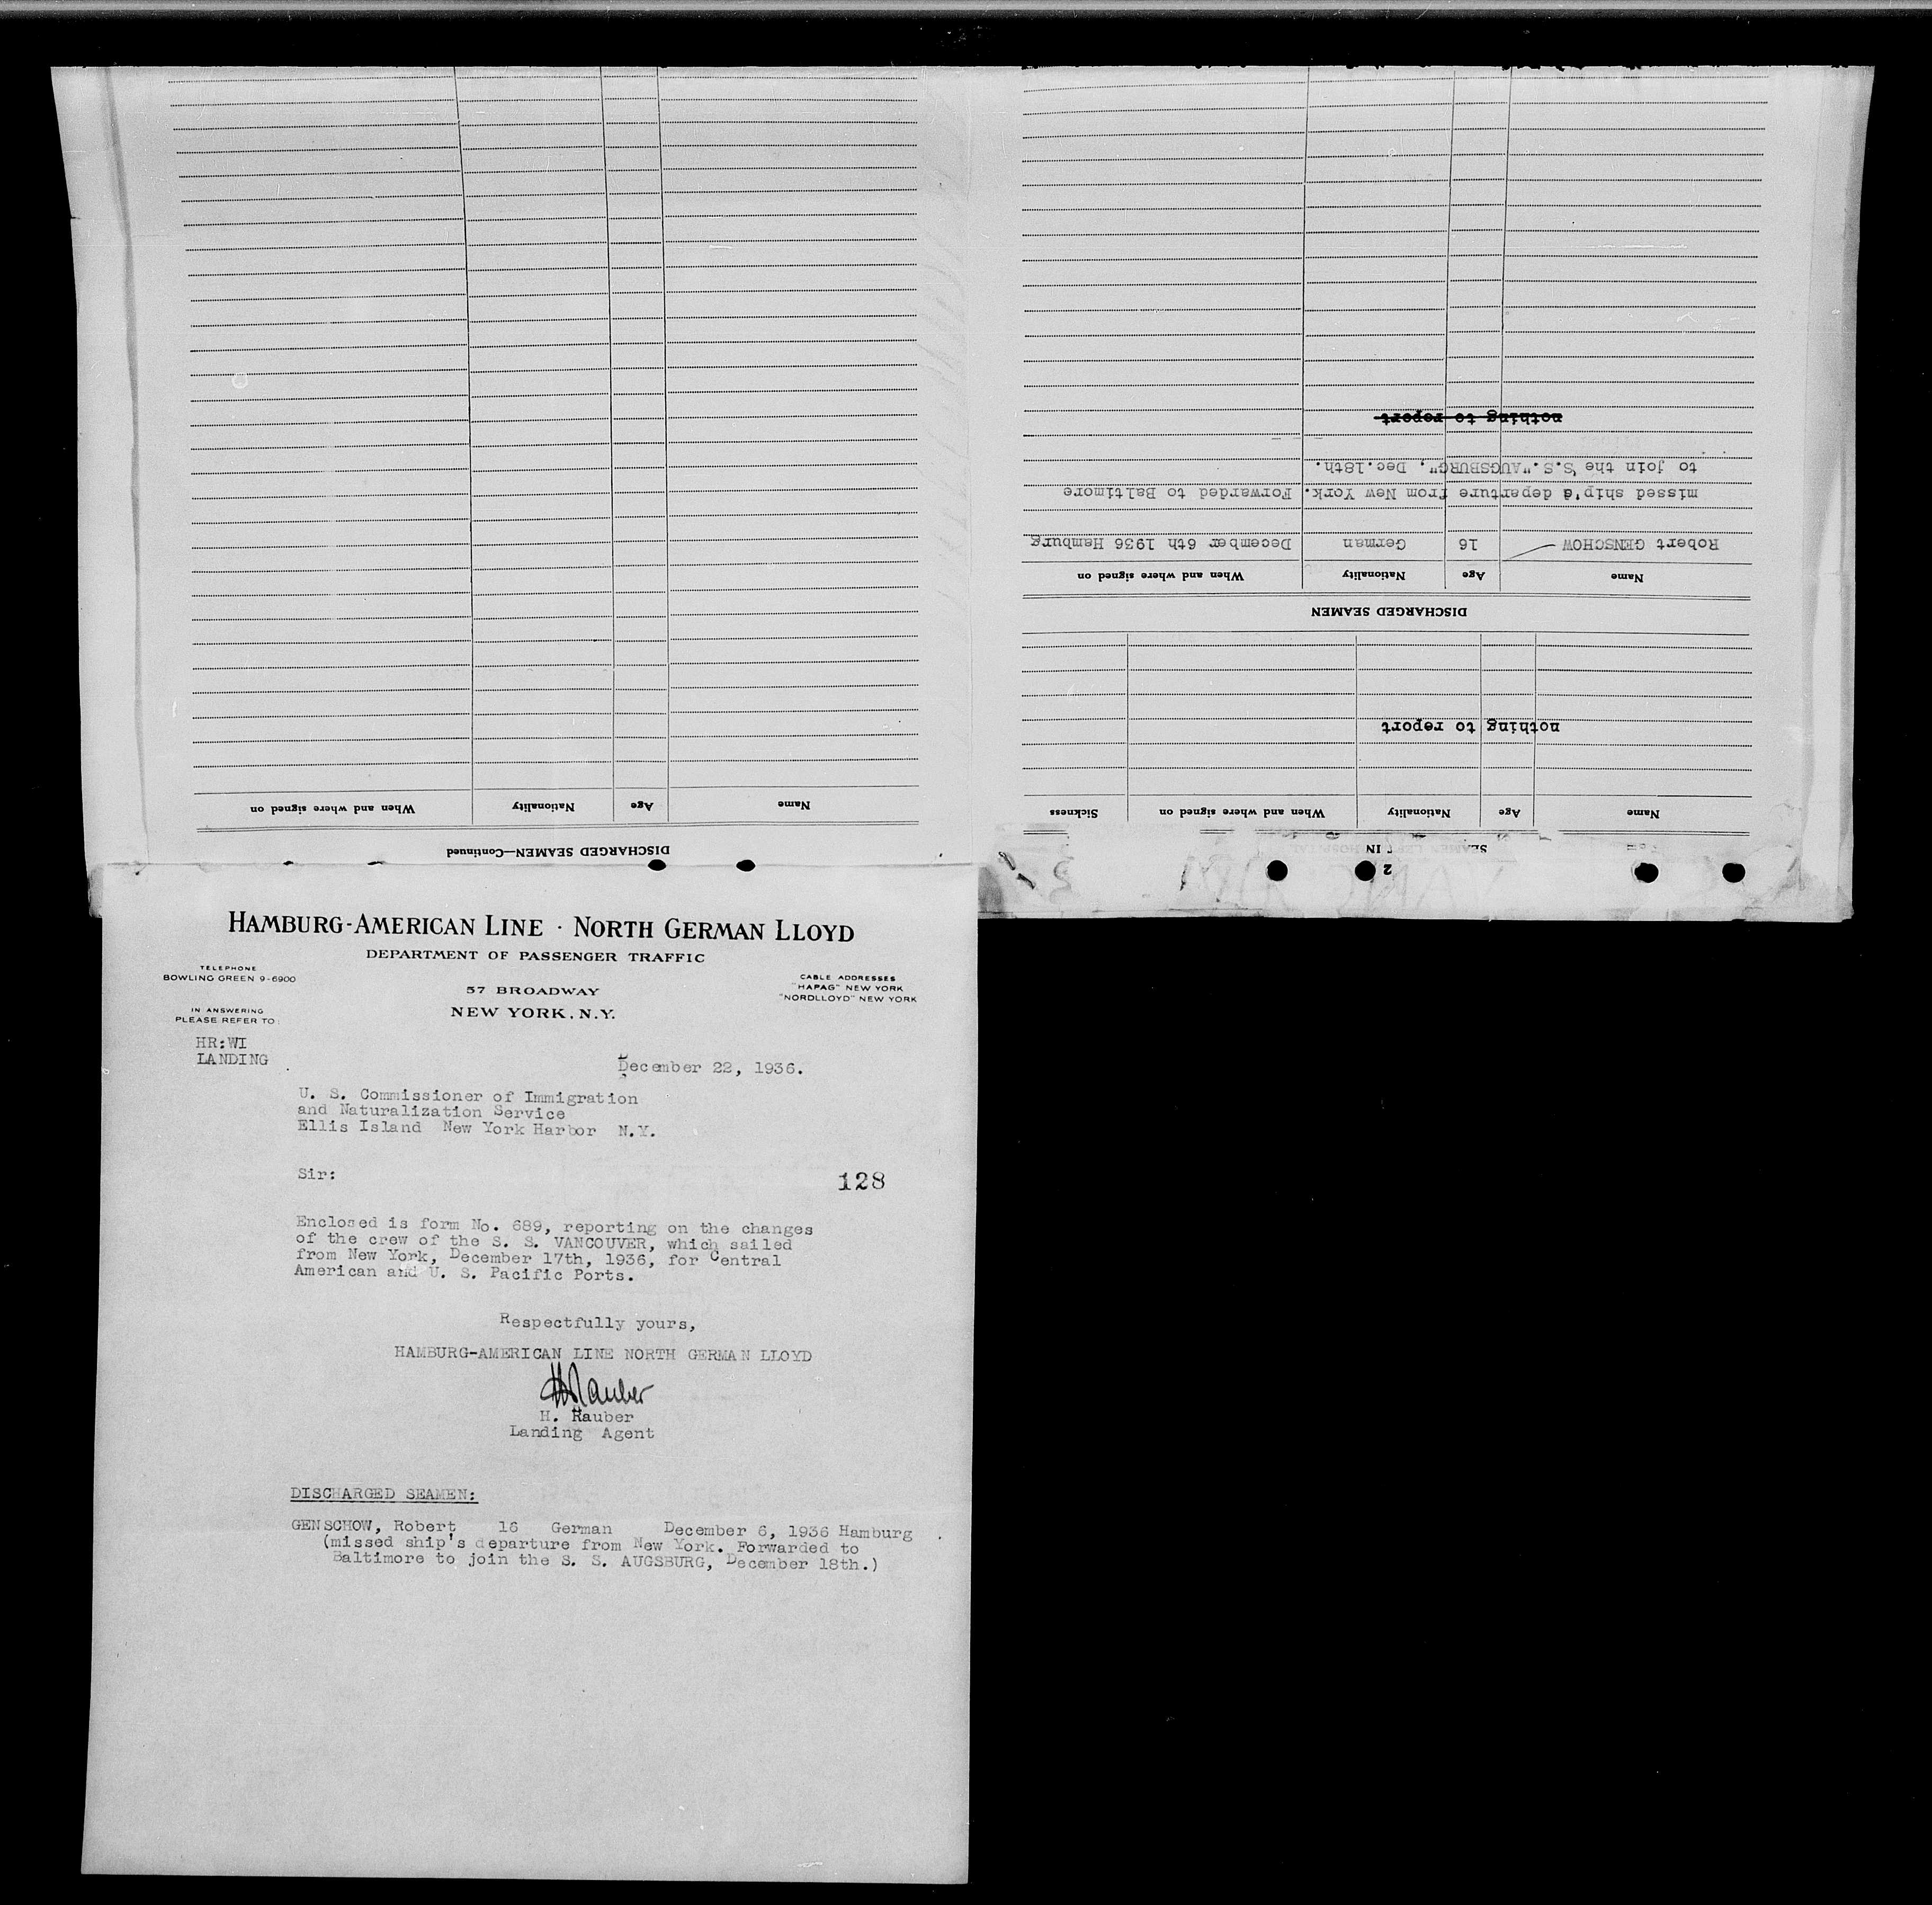 HAMBURG-AMERICAN LINE · NORTH GERMAN LLOYD
DEPARTMENT OF PASSENGER TRAFFIC
TELEPHONE
BOWLING GREEN 9-6900
57 BROADWAY
NEW YORK, N.Y.
CABLE ADDRESSES
"HAPAG" NEW YORK
"NORDLLOYD" NEW YORK
IN ANSWERING
PLEASE REFER TO:
HR:WI
LANDING
December 22, 1936.
U. S. Commissioner of Immigration
and Naturalization Service
Ellis Island New York Harbor N.Y.
Sir:
128
Enclosed is form No. 689, reporting on the changes
of the crew of the S. S. VANCOUVER, which sailed
from New York, December 17th, 1936, for Central
American and U. S. Pacific Ports.
Respectfully yours,
HAMBURG-AMERICAN LINE NORTH GERMAN LLOYD
HRauber
H. Rauber
Landing Agent
DISCHARGED SEAMEN:
GENSCHOW, Robert 16 German December 6, 1936 Hamburg
(missed ship's departure from New York. Forwarded to
Baltimore to join the S. S. AUGSBURG, December 18th.)
2
Name Age Nationality When and where signed on Sickness
nothing to report
DISCHARGED SEAMEN
Name Age Nationality When and where signed on
Robert GENSCHOW 16 German December 6th 1936 Hamburg
missed ship's departure from New York. Forwarded to Baltimore
to join the S.S."AUGSBURG", Dec.18th.
nothing to report
DISCHARGED SEAMEN—Continued
Name Age Nationality When and where signed on